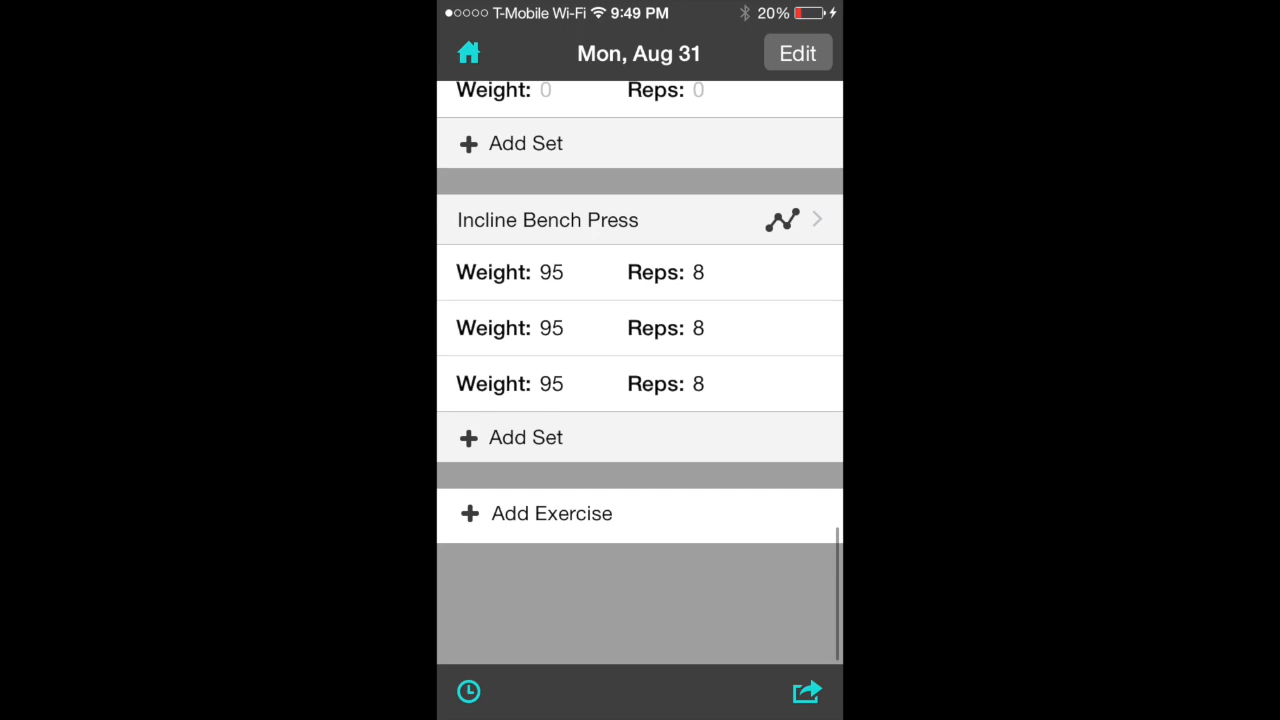 T-Mobile Wi-Fi 9:49 PM 20%
Mon, Aug 31 Edit
Weight: 0 Reps: 0
Add Set
Incline Bench Press
Weight: 95 Reps: 8
Weight: 95 Reps: 8
Weight: 95 Reps: 8
Add Set
Add Exercise